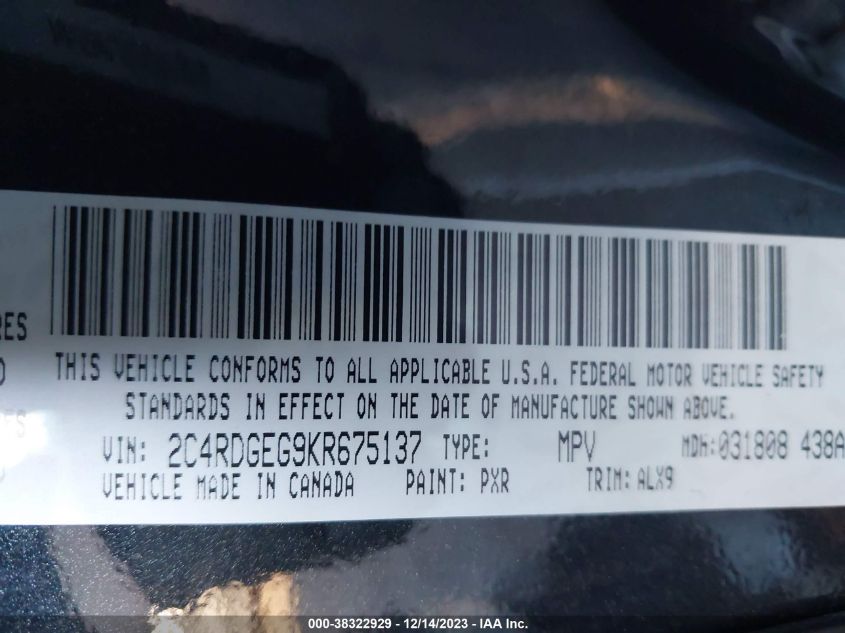 RES
THIS VEHICLE CONFORMS TO ALL APPLICABLE U.S.A. FEDERAL MOTOR VEHICLE SAFETY
STANDARDS IN EFFECT ON THE DATE OF MANUFACTURE SHOWN ABOVE.
VIN: 2C4RDGEG9KR675137 TYPE: MPV MDH:031808 438A
VEHICLE MADE IN CANADA PAINT: PXR TRIM: ALX9
000-38322929 | 12/14/2023 - IAA Inc.